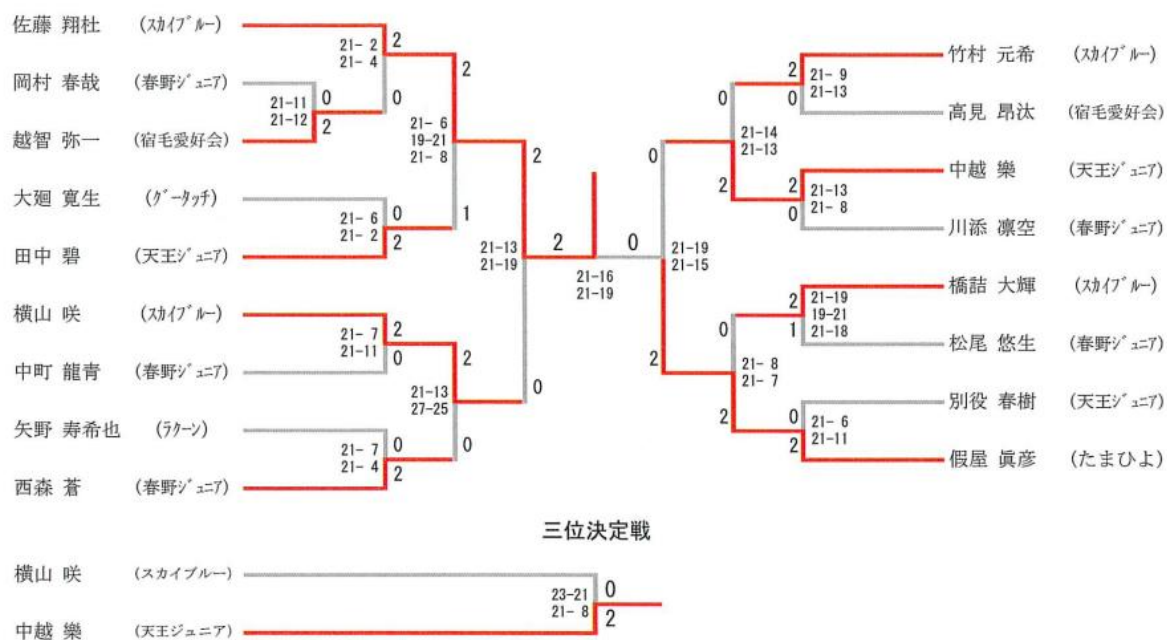 佐藤 翔杜 (スカイブルー)
岡村 春哉 (春野ジュニア)
越智 弥一 (宿毛愛好会)
大廻 寛生 (グータッチ)
田中 碧 (天王ジュニア)
横山 咲 (スカイブルー)
中町 龍青 (春野ジュニア)
矢野 寿希也 (ラクーン)
西森 蒼 (春野ジュニア)
21-11 0
21-12 2
21- 2 2
21- 4 0
21- 6 0
21- 2 2
21- 7 2
21-11 0
21- 7 0
21- 4 2
2
21- 6
19-21
21- 8
1
2
21-13
27-25
0
2
21-13
21-19
0
2 0
21-16
21-19
0
21-19
21-15
2
0
21-14
21-13
2
0
21- 8
21- 7
2
2 21- 9
0 21-13
2 21-13
0 21- 8
2 21-19
19-21
1 21-18
0 21- 6
2 21-11
竹村 元希 (スカイブルー)
高見 昂汰 (宿毛愛好会)
中越 樂 (天王ジュニア)
川添 凛空 (春野ジュニア)
橋詰 大輝 (スカイブルー)
松尾 悠生 (春野ジュニア)
別役 春樹 (天王ジュニア)
假屋 眞彦 (たまひよ)
三位決定戦
横山 咲 (スカイブルー)
中越 樂 (天王ジュニア)
23-21 0
21- 8 2